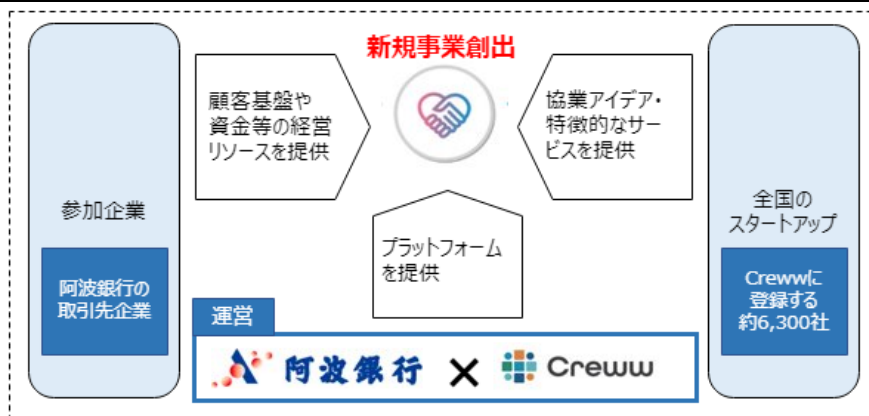 新規事業創出
参加企業
阿波銀行の
取引先企業
顧客基盤や
資金等の経営
リソースを提供
協業アイデア・
特徴的なサー
ビスを提供
プラットフォーム
を提供
全国の
スタートアップ
Crewwに
登録する
約6,300社
運営
阿波銀行 × Creww